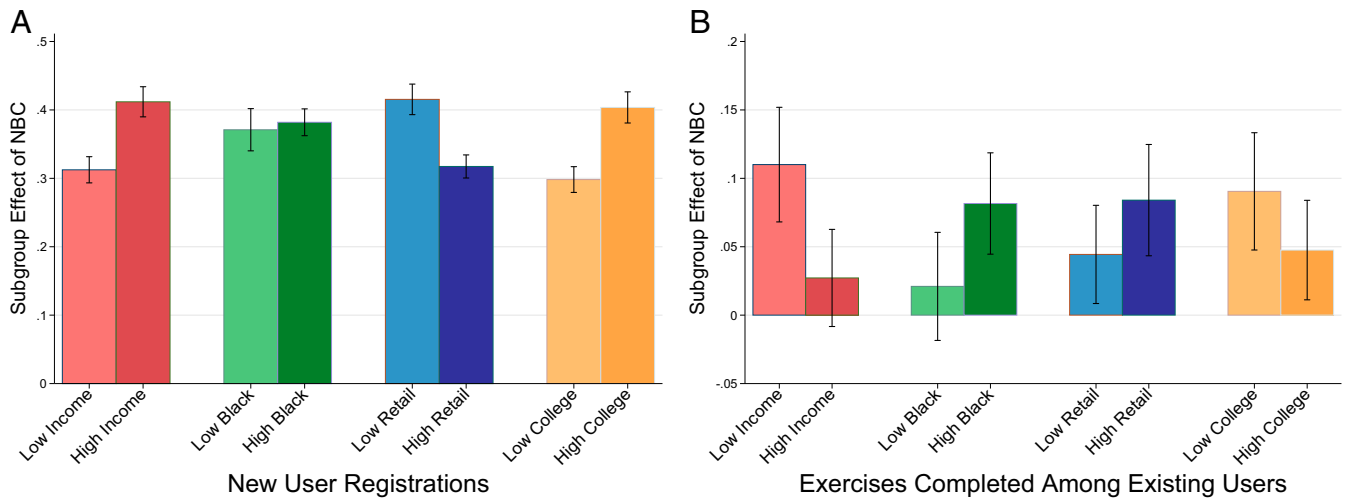 A
Subgroup Effect of NBC
.5
.4
.3
.2
.1
0
Low Income
High Income
Low Black
High Black
Low Retail
High Retail
Low College
High College
New User Registrations
B
Subgroup Effect of NBC
.2
.15
.1
.05
0
-.05
Low Income
High Income
Low Black
High Black
Low Retail
High Retail
Low College
High College
Exercises Completed Among Existing Users